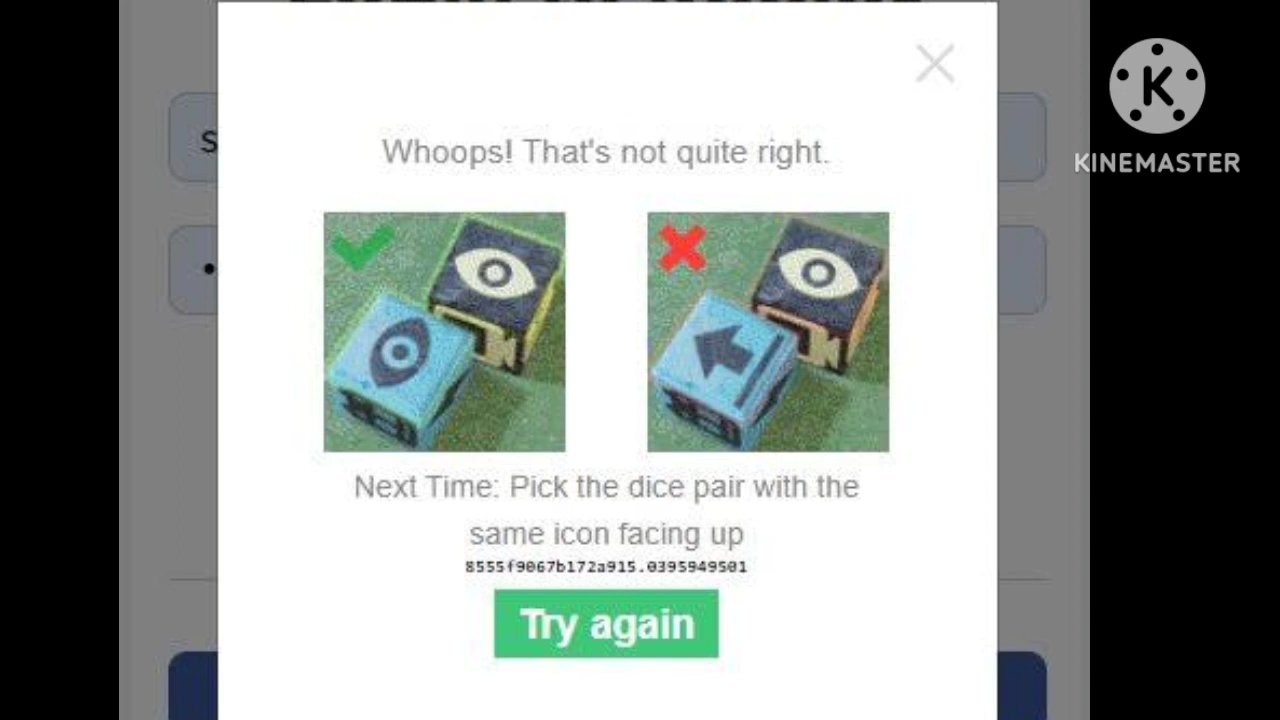 Whoops! That's not quite right.
K
KINEMASTER
S
Next Time: Pick the dice pair with the
same icon facing up
8555f9067b172a915.0395949501
Try again